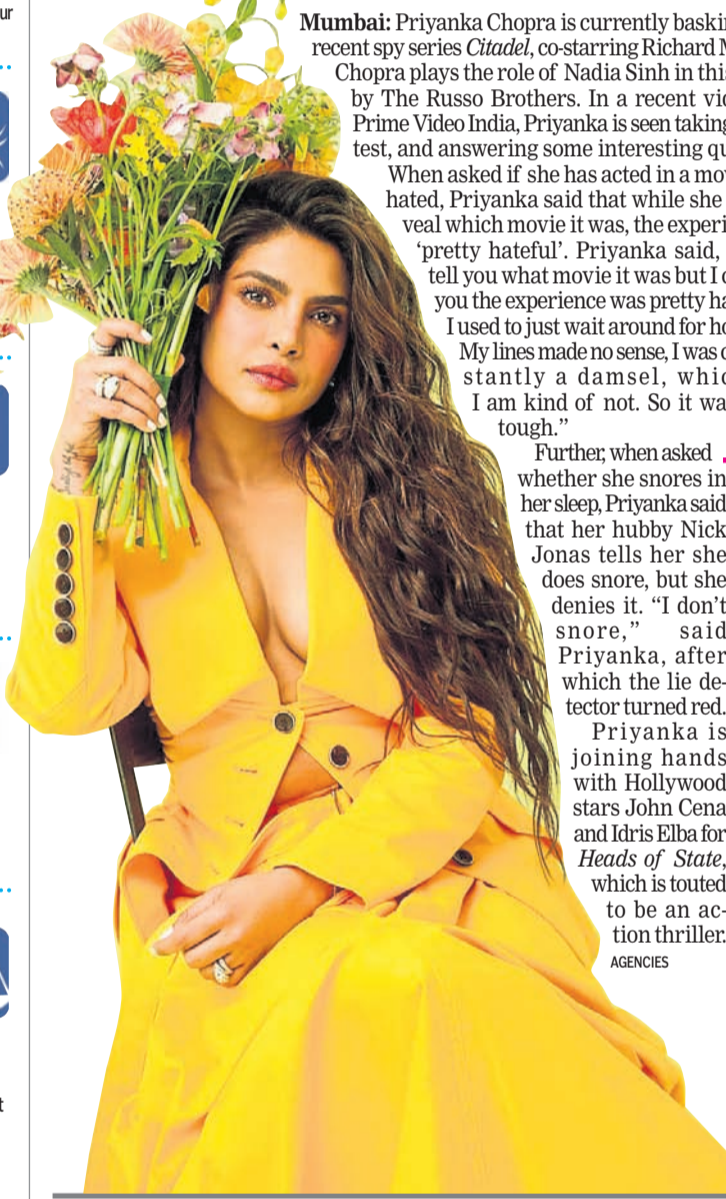 ur
Mumbai: Priyanka Chopra is currently
recent spy series Citadel, co-starring Richard
Chopra plays the role of Nadia Sinh in
by The Russo Brothers. In a recent
Prime Video India, Priyanka is seen taking
test, and answering some interesting
When asked if she has acted in a
hated, Priyanka said that while she
veal which movie it was, the
‘pretty hateful’. Priyanka said,
tell you what movie it was but I
you the experience was pretty
I used to just wait around for
My lines made no sense, I was
stantly a damsel,
I am kind of not. So it
tough.”
Further, when asked
whether she snores in
her sleep, Priyanka said
that her hubby Nick
Jonas tells her she
does snore, but she
denies it. “I don’t
snore,” said
Priyanka, after
which the lie de-
tector turned red.
Priyanka is
joining hands
with Hollywood
stars John Cena
and Idris Elba for
Heads of State,
which is touted
to be an ac-
tion thriller.
AGENCIES
t